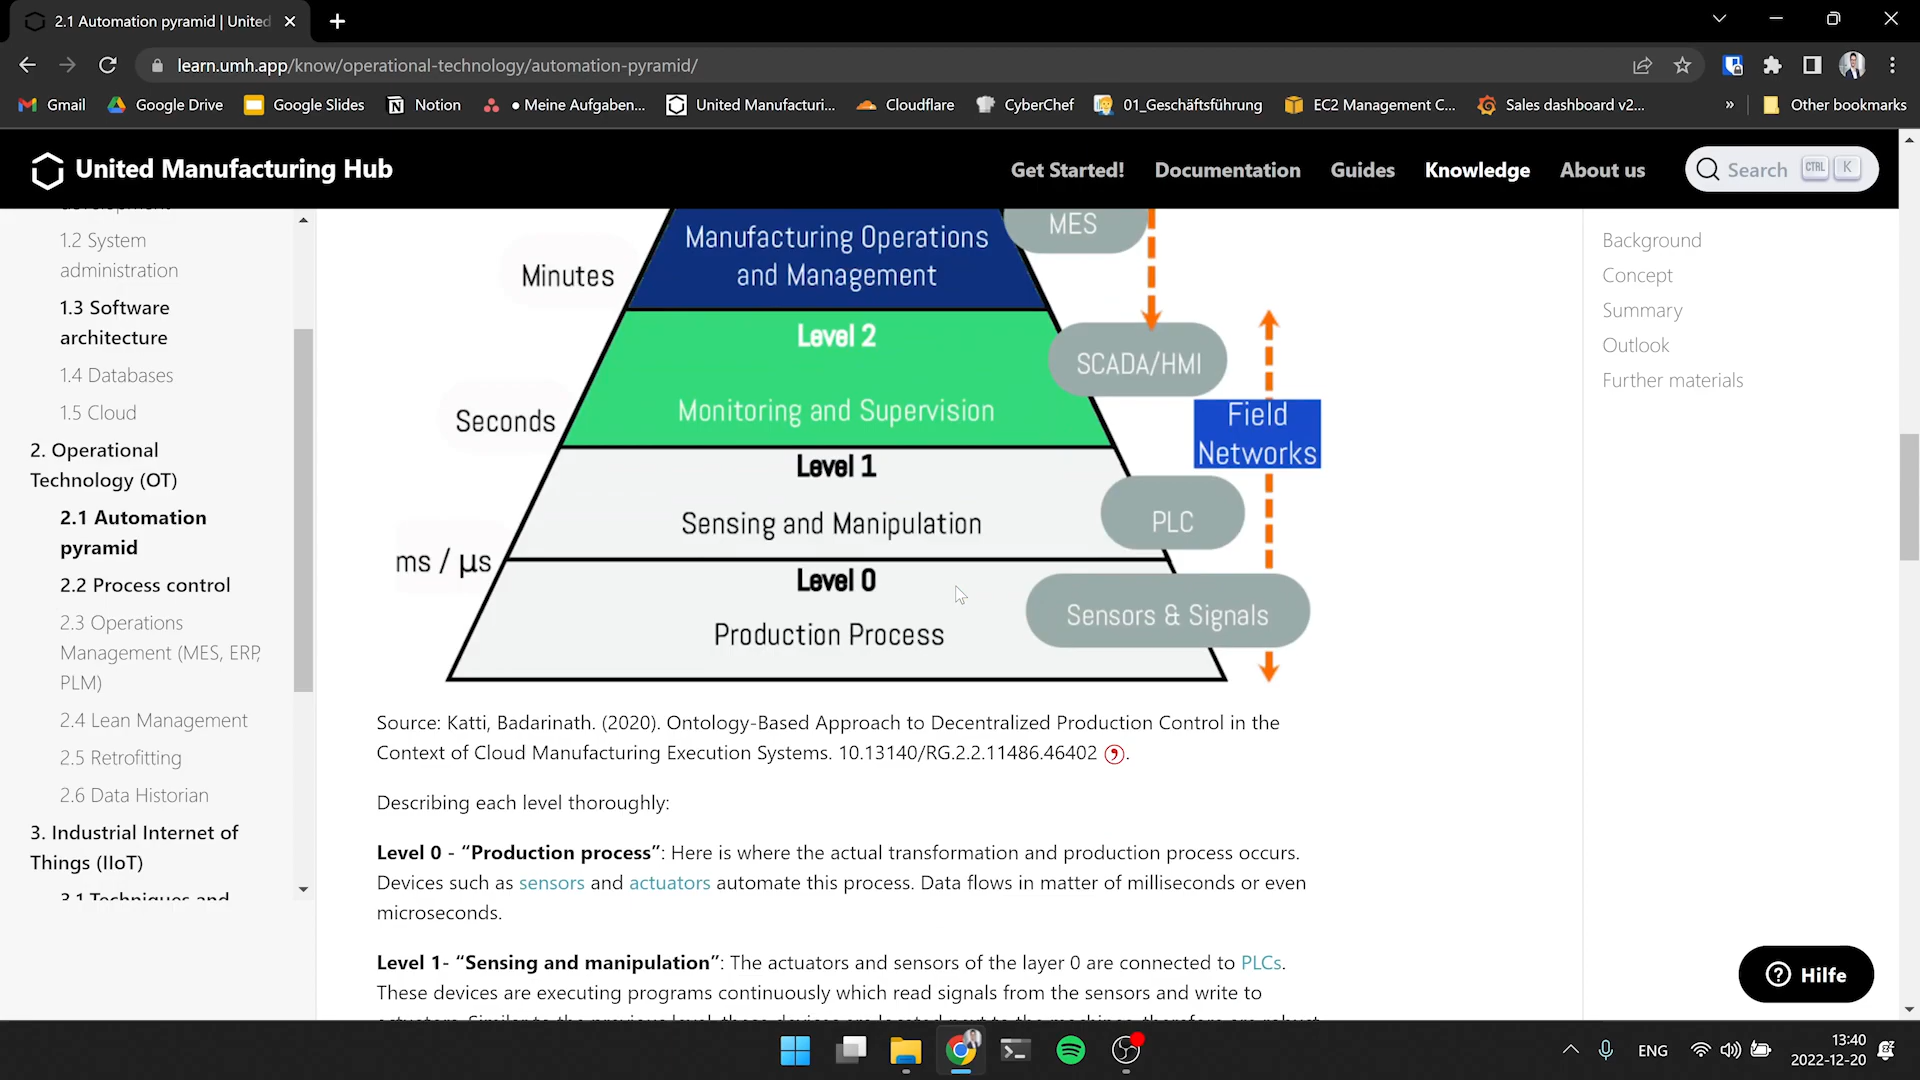 2.1 Automation pyramid | United
learn.umh.app/know/operational-technology/automation-pyramid/
Gmail
Google Drive
Google Slides
Notion
• Meine Aufgaben...
United Manufacturi...
Cloudflare
CyberChef
01_Geschäftsführung
EC2 Management C...
Sales dashboard v2...
»
Other bookmarks
United Manufacturing Hub
Get Started!
Documentation
Guides
Knowledge
About us
Search
CTRL
K
1.2 System
administration
1.3 Software
architecture
1.4 Databases
1.5 Cloud
2. Operational
Technology (OT)
2.1 Automation
pyramid
2.2 Process control
2.3 Operations
Management (MES, ERP,
PLM)
2.4 Lean Management
2.5 Retrofitting
2.6 Data Historian
3. Industrial Internet of
Things (IIoT)
3.1 Techniques and
MES
Manufacturing Operations
and Management
Minutes
Level 2
SCADA/HMI
Monitoring and Supervision
Seconds
Field
Networks
Level 1
Sensing and Manipulation
PLC
ms / µs
Level 0
Sensors & Signals
Production Process
Source: Katti, Badarinath. (2020). Ontology-Based Approach to Decentralized Production Control in the
Context of Cloud Manufacturing Execution Systems. 10.13140/RG.2.2.11486.46402 .
Describing each level thoroughly:
Level 0 - “Production process”: Here is where the actual transformation and production process occurs.
Devices such as sensors and actuators automate this process. Data flows in matter of milliseconds or even
microseconds.
Level 1- “Sensing and manipulation”: The actuators and sensors of the layer 0 are connected to PLCs.
These devices are executing programs continuously which read signals from the sensors and write to
Background
Concept
Summary
Outlook
Further materials
Hilfe
ENG
13:40
2022-12-20